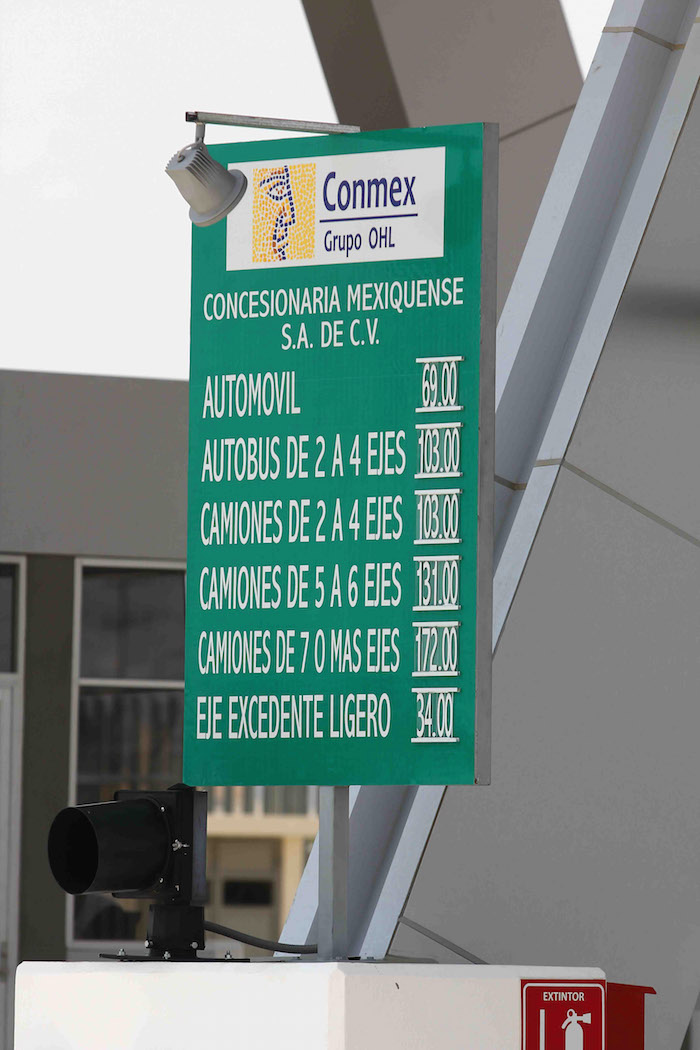 Conmex
Grupo OHL
CONCESIONARIA MEXIQUENSE
S.A. DE C.V.
AUTOMOVIL 69.00
AUTOBUS DE 2 A 4 EJES 103.00
CAMIONES DE 2 A 4 EJES 103.00
CAMIONES DE 5 A 6 EJES 131.00
CAMIONES DE 7 O MAS EJES 172.00
EJE EXCEDENTE LIGERO 34.00
EXTINTOR